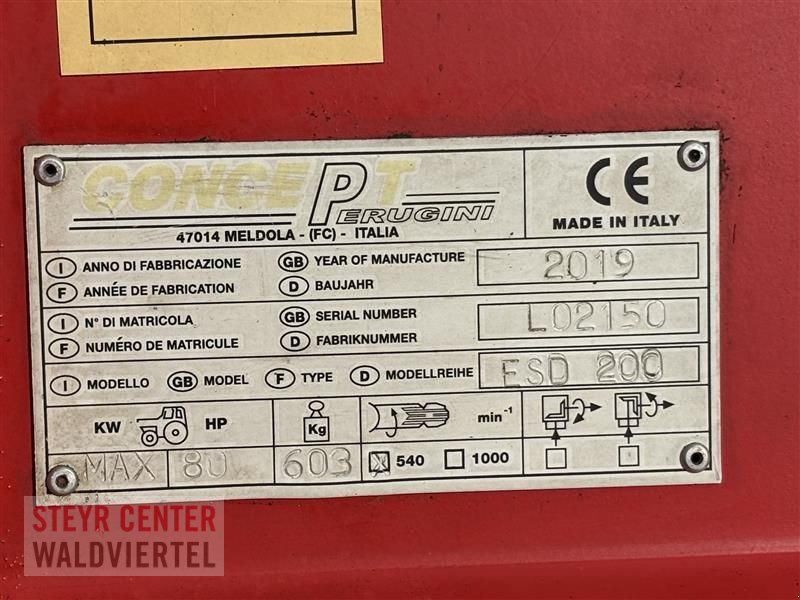 CONCEPT
PERUGINI
47014 MELDOLA - (FC) - ITALIA
CE
MADE IN ITALY
I ANNO DI FABBRICAZIONE GB YEAR OF MANUFACTURE 2019
F ANNÉE DE FABRICATION D BAUJAHR
I N° DI MATRICOLA GB SERIAL NUMBER L02150
F NUMÉRO DE MATRICULE D FABRIKNUMMER
I MODELLO GB MODEL F TYPE D MODELLREIHE ESD 200
KW HP Kg min-1
MAX 80 603 540 1000
STEYR CENTER
WALDVIERTEL